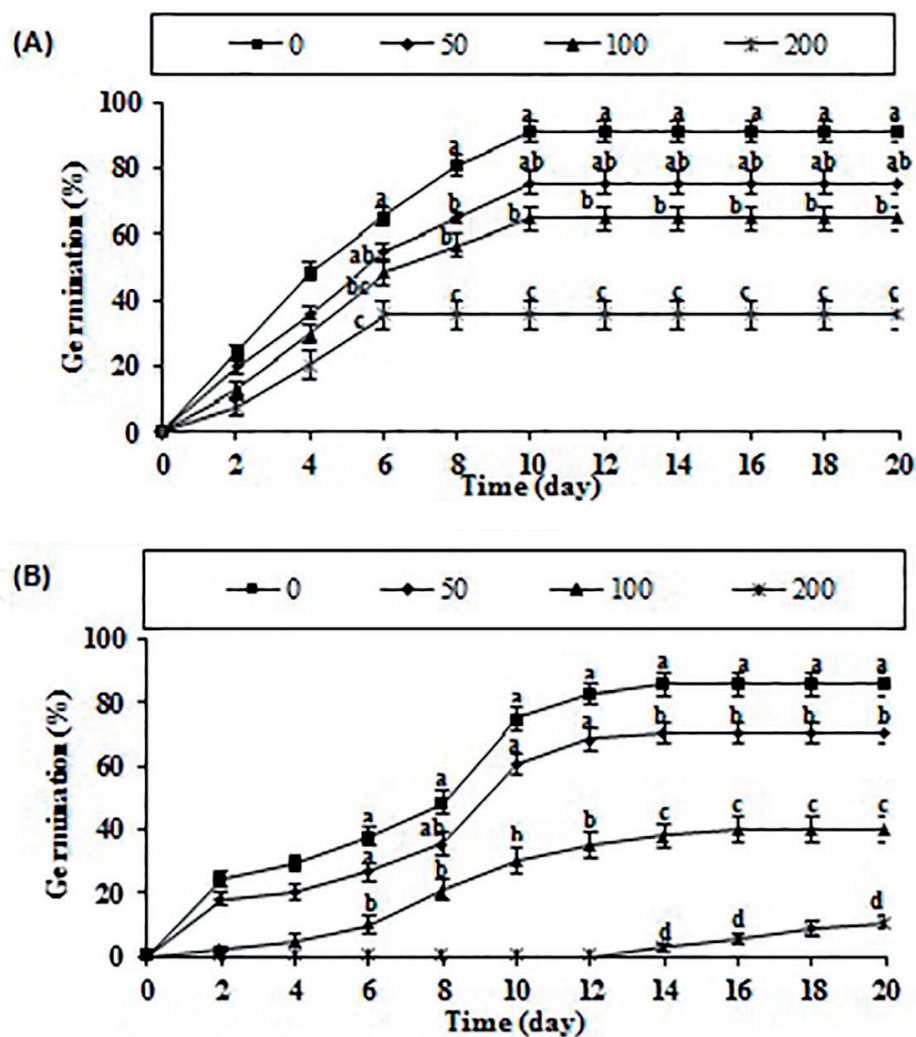 (A)
0 50 100 200
100
a a a a a a
80
a
ab ab ab ab ab ab
a
b
60
b b b b b b
ab
b
40
bc
c c c c c c c
c
20
0
0 2 4 6 8 10 12 14 16 18 20
Germination (%)
Time (day)
(B)
0 50 100 200
100
a a a a
a
80
a
b b b b
a
60
a
a
40
ab
c c c c
a
b
b
a
20
b
b
d
d
d
0
0 2 4 6 8 10 12 14 16 18 20
Germination (%)
Time (day)